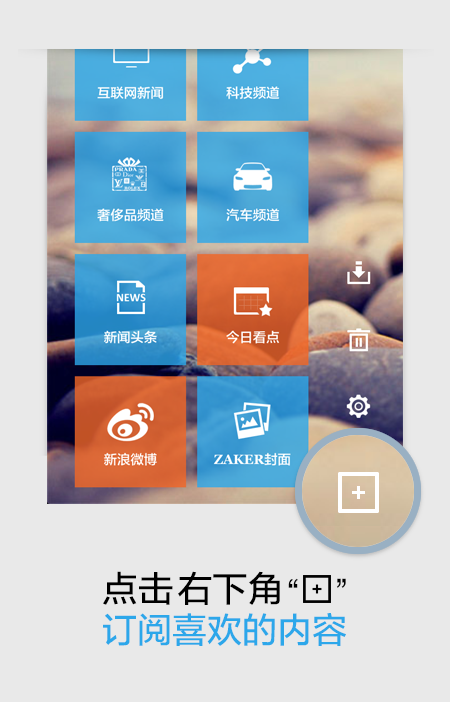 互联网新闻
科技频道
PRADA
Dior
奢侈品频道
汽车频道
NEWS
新闻头条
今日看点
新浪微博
ZAKER封面
点击右下角“ ”
订阅喜欢的内容